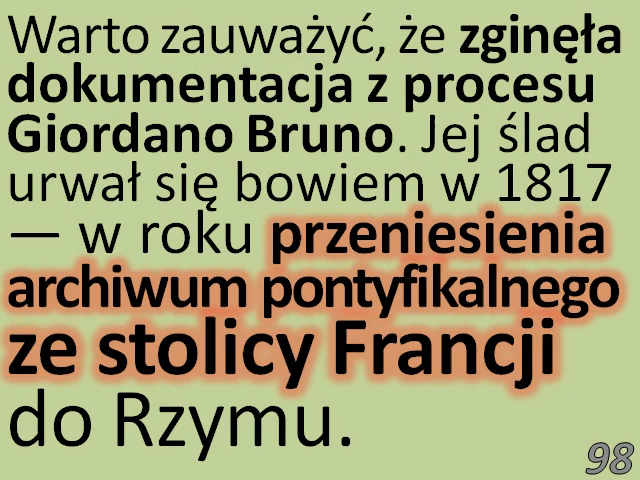 Warto zauważyć, że zginęła
dokumentacja z procesu
Giordano Bruno. Jej ślad
urwał się bowiem w 1817
— w roku przeniesienia
archiwum pontyfikalnego
ze stolicy Francji
do Rzymu.
98